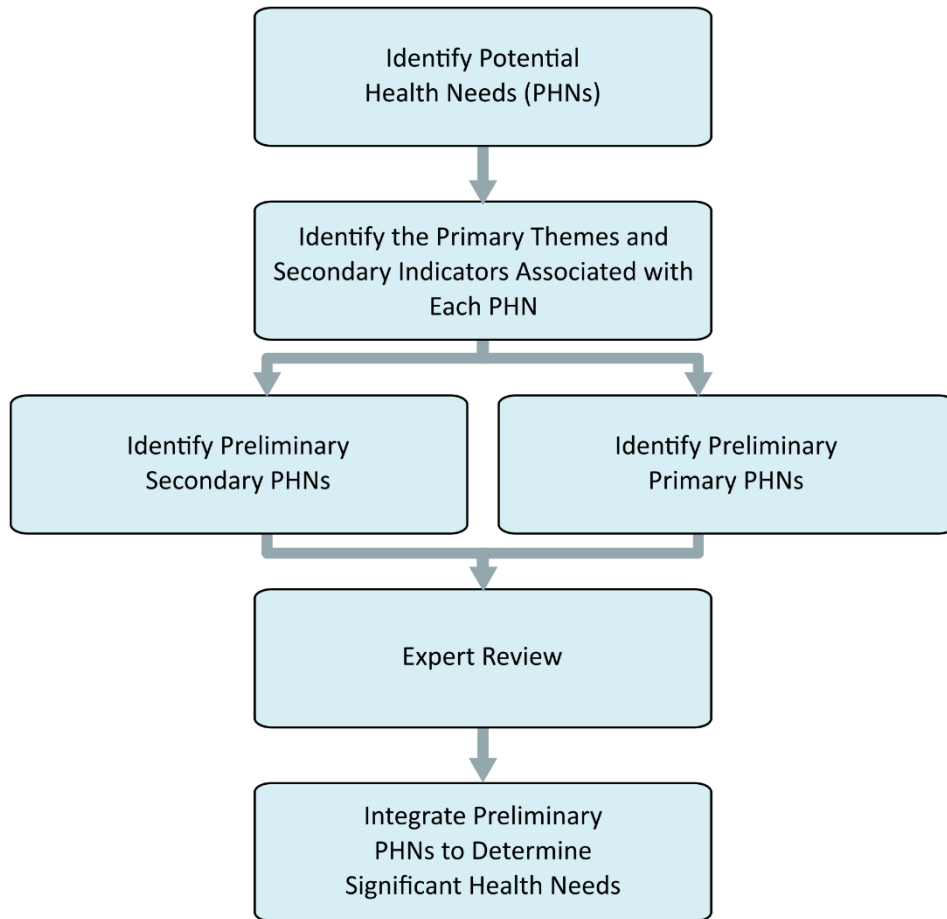 Identify Potential
Health Needs (PHNs)
Identify the Primary Themes and
Secondary Indicators Associated with
Each PHN
Identify Preliminary
Secondary PHNs
Identify Preliminary
Primary PHNs
Expert Review
Integrate Preliminary
PHNs to Determine
Significant Health Needs